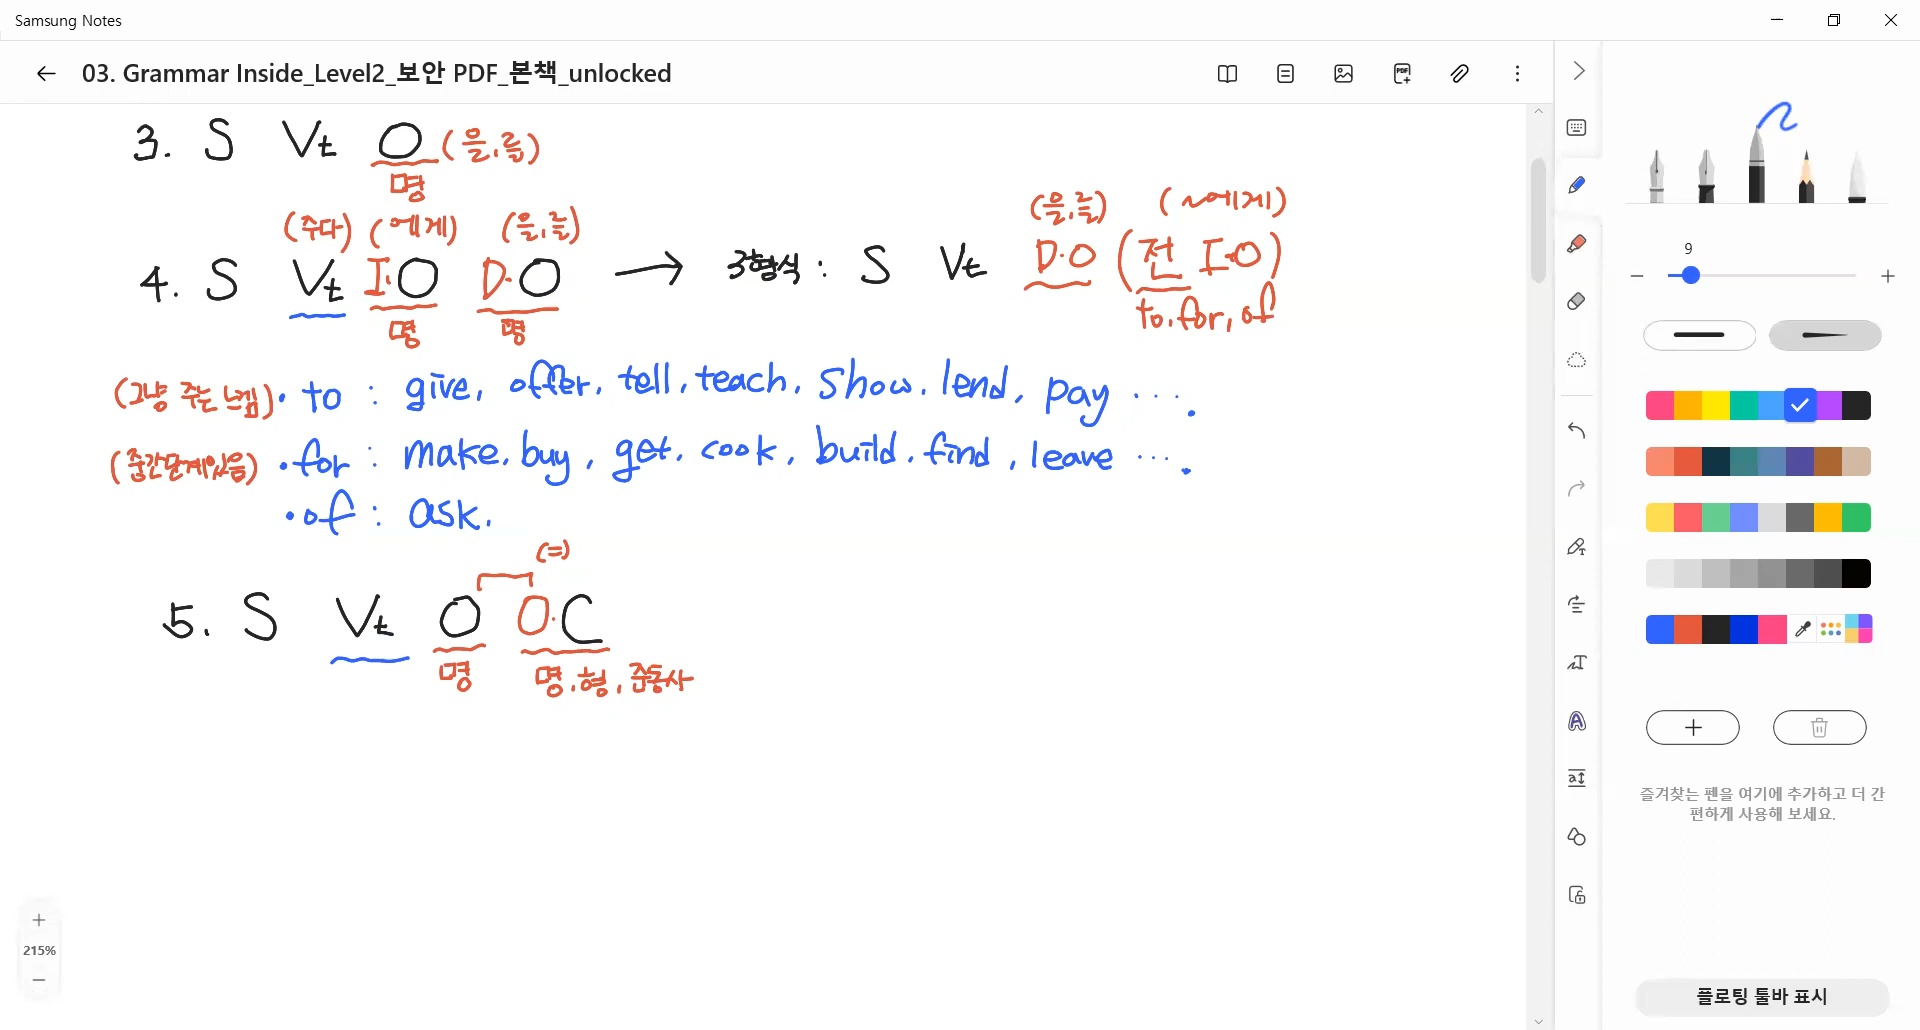 Samsung Notes
03. Grammar Inside_Level2_보안 PDF_본책_unlocked
3. S Vt O (을,를)
명
(주다) (에게) (을,를)
4. S Vt I·O D·O → 3형식 : S Vt D·O (전 I·O)
(을,를) (~에게)
명 명
to, for, of
(그냥 주는 느낌) · to : give, offer, tell, teach, show, lend, pay ....
(중간단계있음) · for : make, buy, get, cook, build, find, leave ....
· of : ask.
(=)
5. S Vt O O·C
명 명, 형, 준동사
9
즐겨찾는 펜을 여기에 추가하고 더 간
편하게 사용해 보세요.
215%
플로팅 툴바 표시